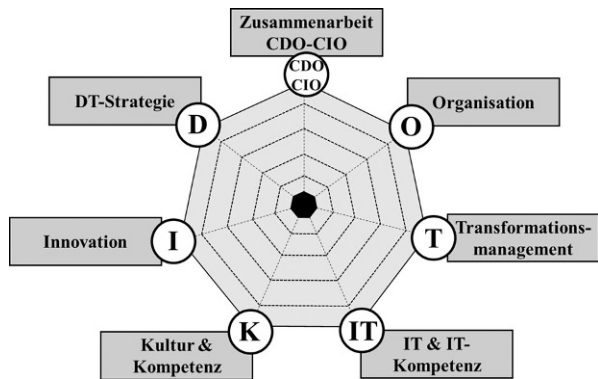 Zusammenarbeit
CDO-CIO
CDO
CIO
DT-Strategie
D
O
Organisation
Innovation
I
T
Transformations-
management
Kultur &
Kompetenz
K
IT
IT & IT-
Kompetenz